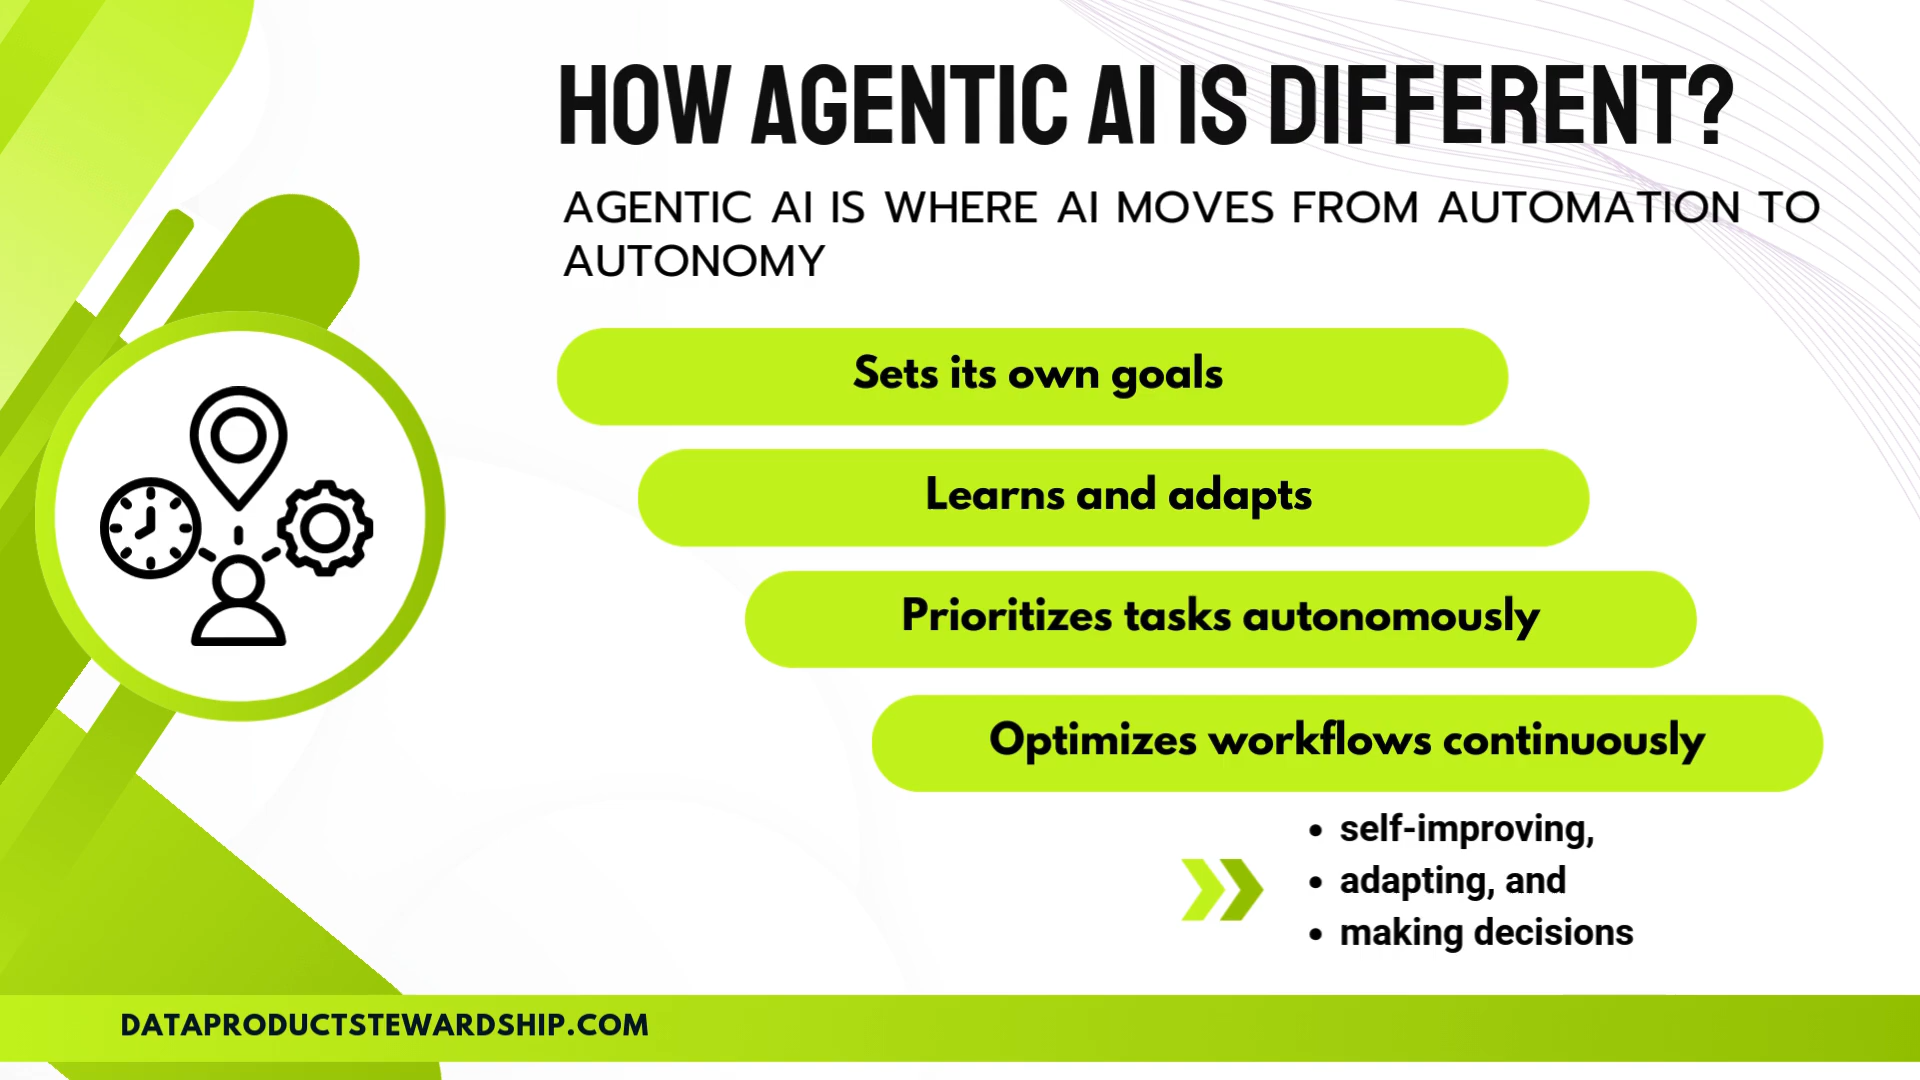 HOW AGENTIC AI IS DIFFERENT?
AGENTIC AI IS WHERE AI MOVES FROM AUTOMATION TO
AUTONOMY
Sets its own goals
Learns and adapts
Prioritizes tasks autonomously
Optimizes workflows continuously
• self-improving,
• adapting, and
• making decisions
DATAPRODUCTSTEWARDSHIP.COM